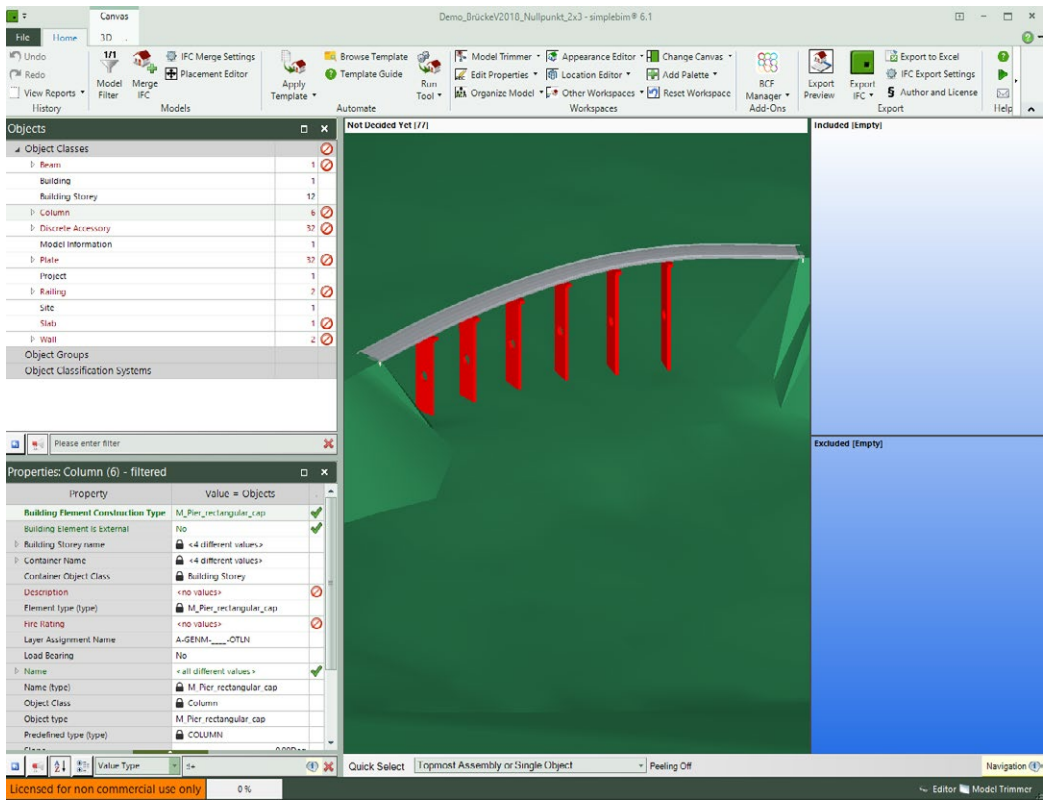 Canvas
Demo_BrückeV2018_Nullpunkt_2x3 - simplebim® 6.1
File Home 3D
Undo
Redo
View Reports
History
1/1
Model Filter
Merge IFC
IFC Merge Settings
Placement Editor
Models
Apply Template
Browse Template
Template Guide
Run Tool
Automate
Model Trimmer
Edit Properties
Organize Model
Appearance Editor
Location Editor
Other Workspaces
Change Canvas
Add Palette
Reset Workspace
Workspaces
BCF Manager
Add-Ons
Export Preview
Export IFC
Export to Excel
IFC Export Settings
§ Author and License
Export
Help
Objects
Object Classes
Beam 1
Building 1
Building Storey 12
Column 6
Discrete Accessory 32
Model Information 1
Plate 32
Project 1
Railing 2
Site 1
Slab 1
Wall 2
Object Groups
Object Classification Systems
Please enter filter
Properties: Column (6) - filtered
Property Value = Objects
Building Element Construction Type M_Pier_rectangular_cap
Building Element Is External No
Building Storey name <4 different values>
Container Name <4 different values>
Container Object Class Building Storey
Description <no values>
Element type (type) M_Pier_rectangular_cap
Fire Rating <no values>
Layer Assignment Name A-GENM-____-OTLN
Load Bearing No
Name <all different values>
Name (type) M_Pier_rectangular_cap
Object Class Column
Object type M_Pier_rectangular_cap
Predefined type (type) COLUMN
Value Type
Not Decided Yet [77]
Included [Empty]
Excluded [Empty]
Quick Select Topmost Assembly or Single Object Peeling Off
Navigation
Licensed for non commercial use only 0 %
Editor Model Trimmer